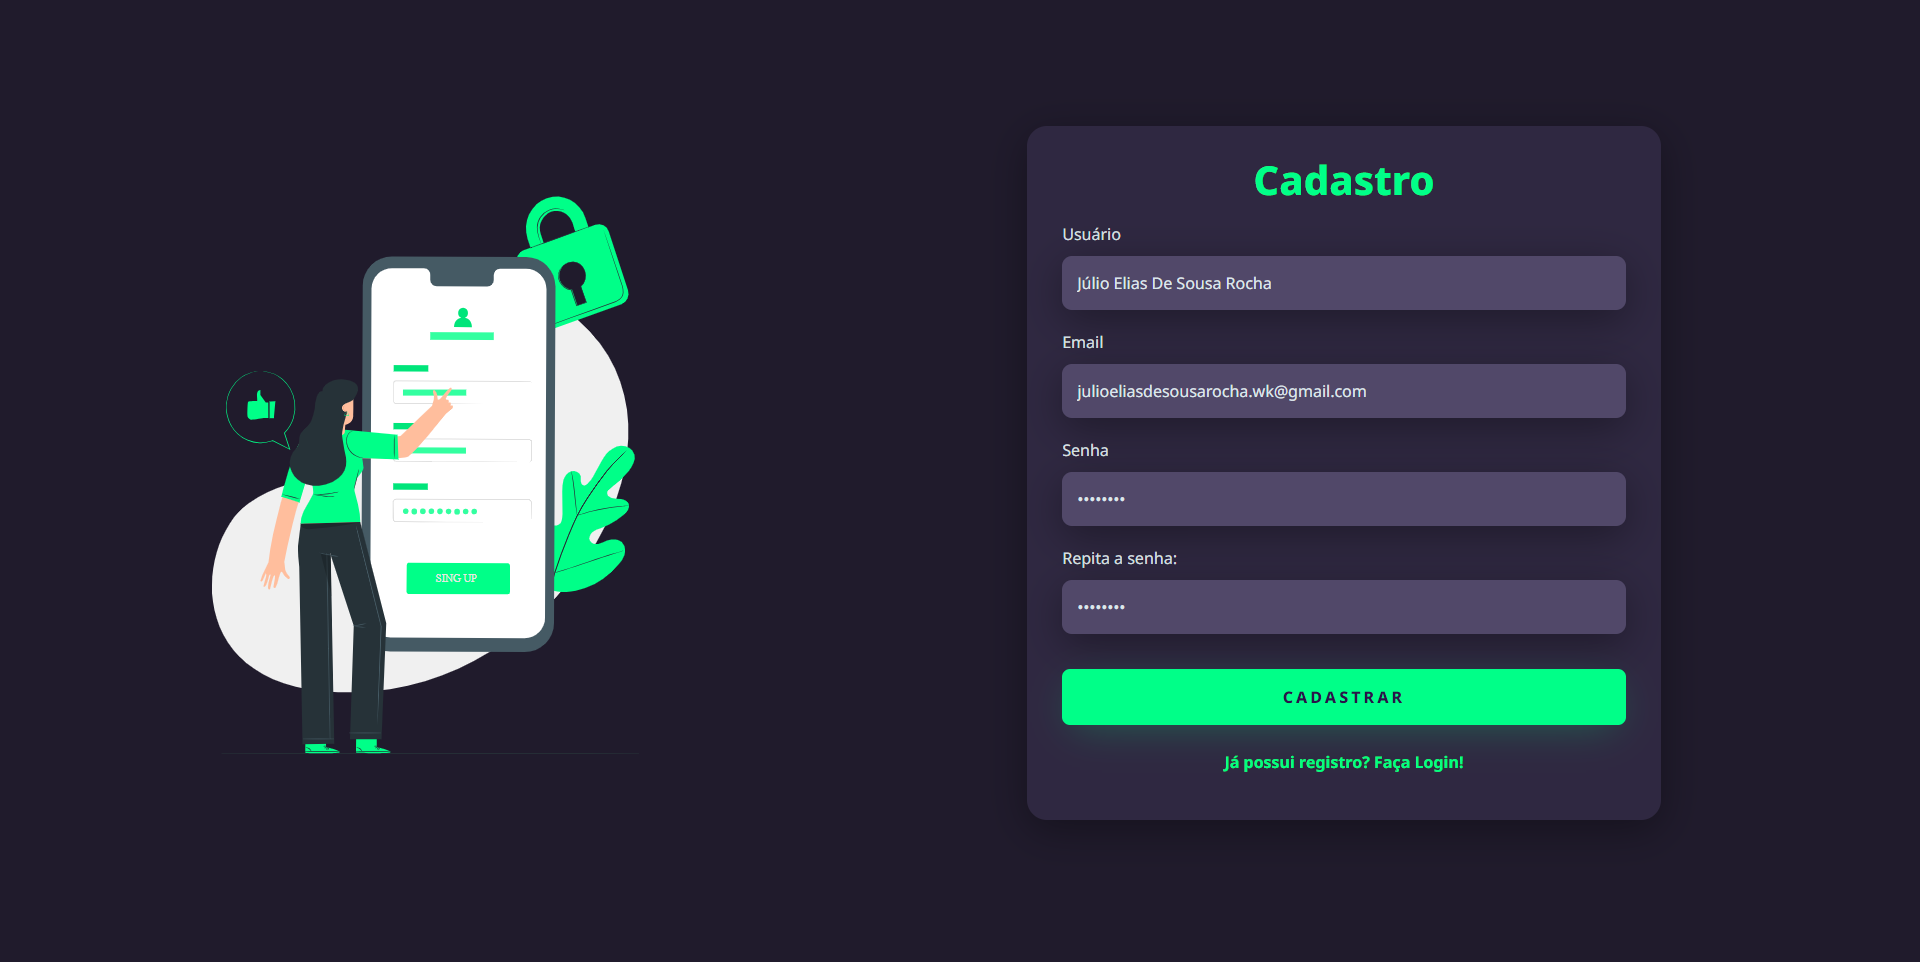 SING UP
Cadastro
Usuário
Júlio Elias De Sousa Rocha
Email
julioeliasdesousarocha.wk@gmail.com
Senha
••••••••
Repita a senha:
••••••••
CADASTRAR
Já possui registro? Faça Login!